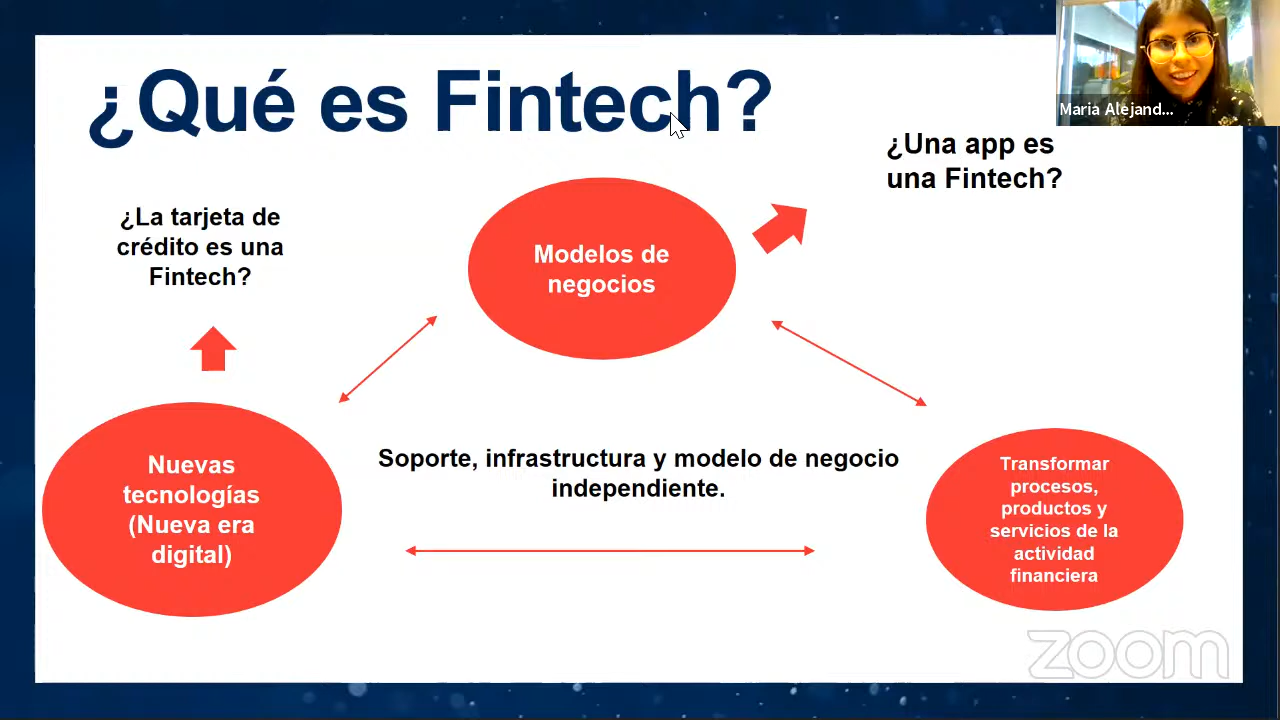 ¿Qué es Fintech?
Maria Alejand...
¿Una app es
una Fintech?
¿La tarjeta de
crédito es una
Fintech?
Modelos de
negocios
Soporte, infrastructura y modelo de negocio
independiente.
Nuevas
tecnologías
(Nueva era
digital)
Transformar
procesos,
productos y
servicios de la
actividad
financiera
zoom